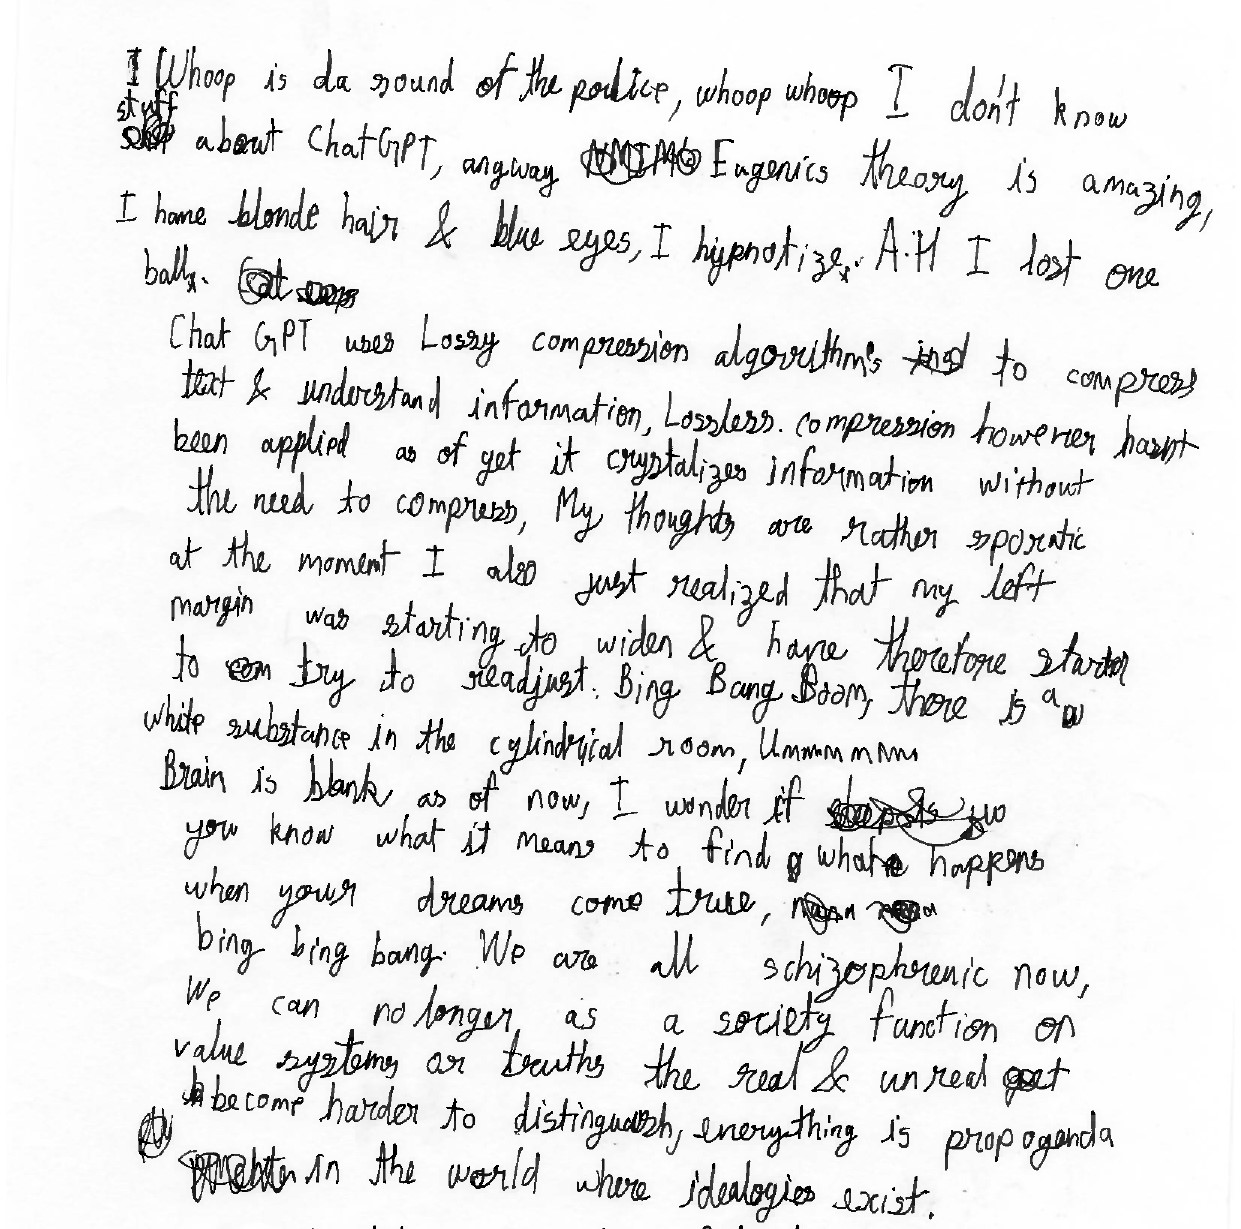 I Whoop is da sound of the police, whoop whoop I don't know
stuff
about ChatGPT, anyway Eugenics theory is amazing,
I have blonde hair & blue eyes, I hypnotize. A.H I lost one
ball.
Chat GPT uses Lossy compression algorithms to compress
text & understand information, Lossless. compression however hasnt
been applied as of yet it crystalizes information without
the need to compress, My thoughts are rather sporatic
at the moment I also just realized that my left
margin was starting to widen & have therefore started
to try to readjust. Bing Bang Boom, there is a
white substance in the cylindrical room, Ummmmmm
Brain is blank as of now, I wonder if
you know what it means to find what happens
when your dreams come true,
bing bing bang. We are all schizophrenic now,
We can no longer, as a society function on
value systems or truths the real & unreal get
become harder to distinguish, everything is propoganda
in the world where idealogies exist.